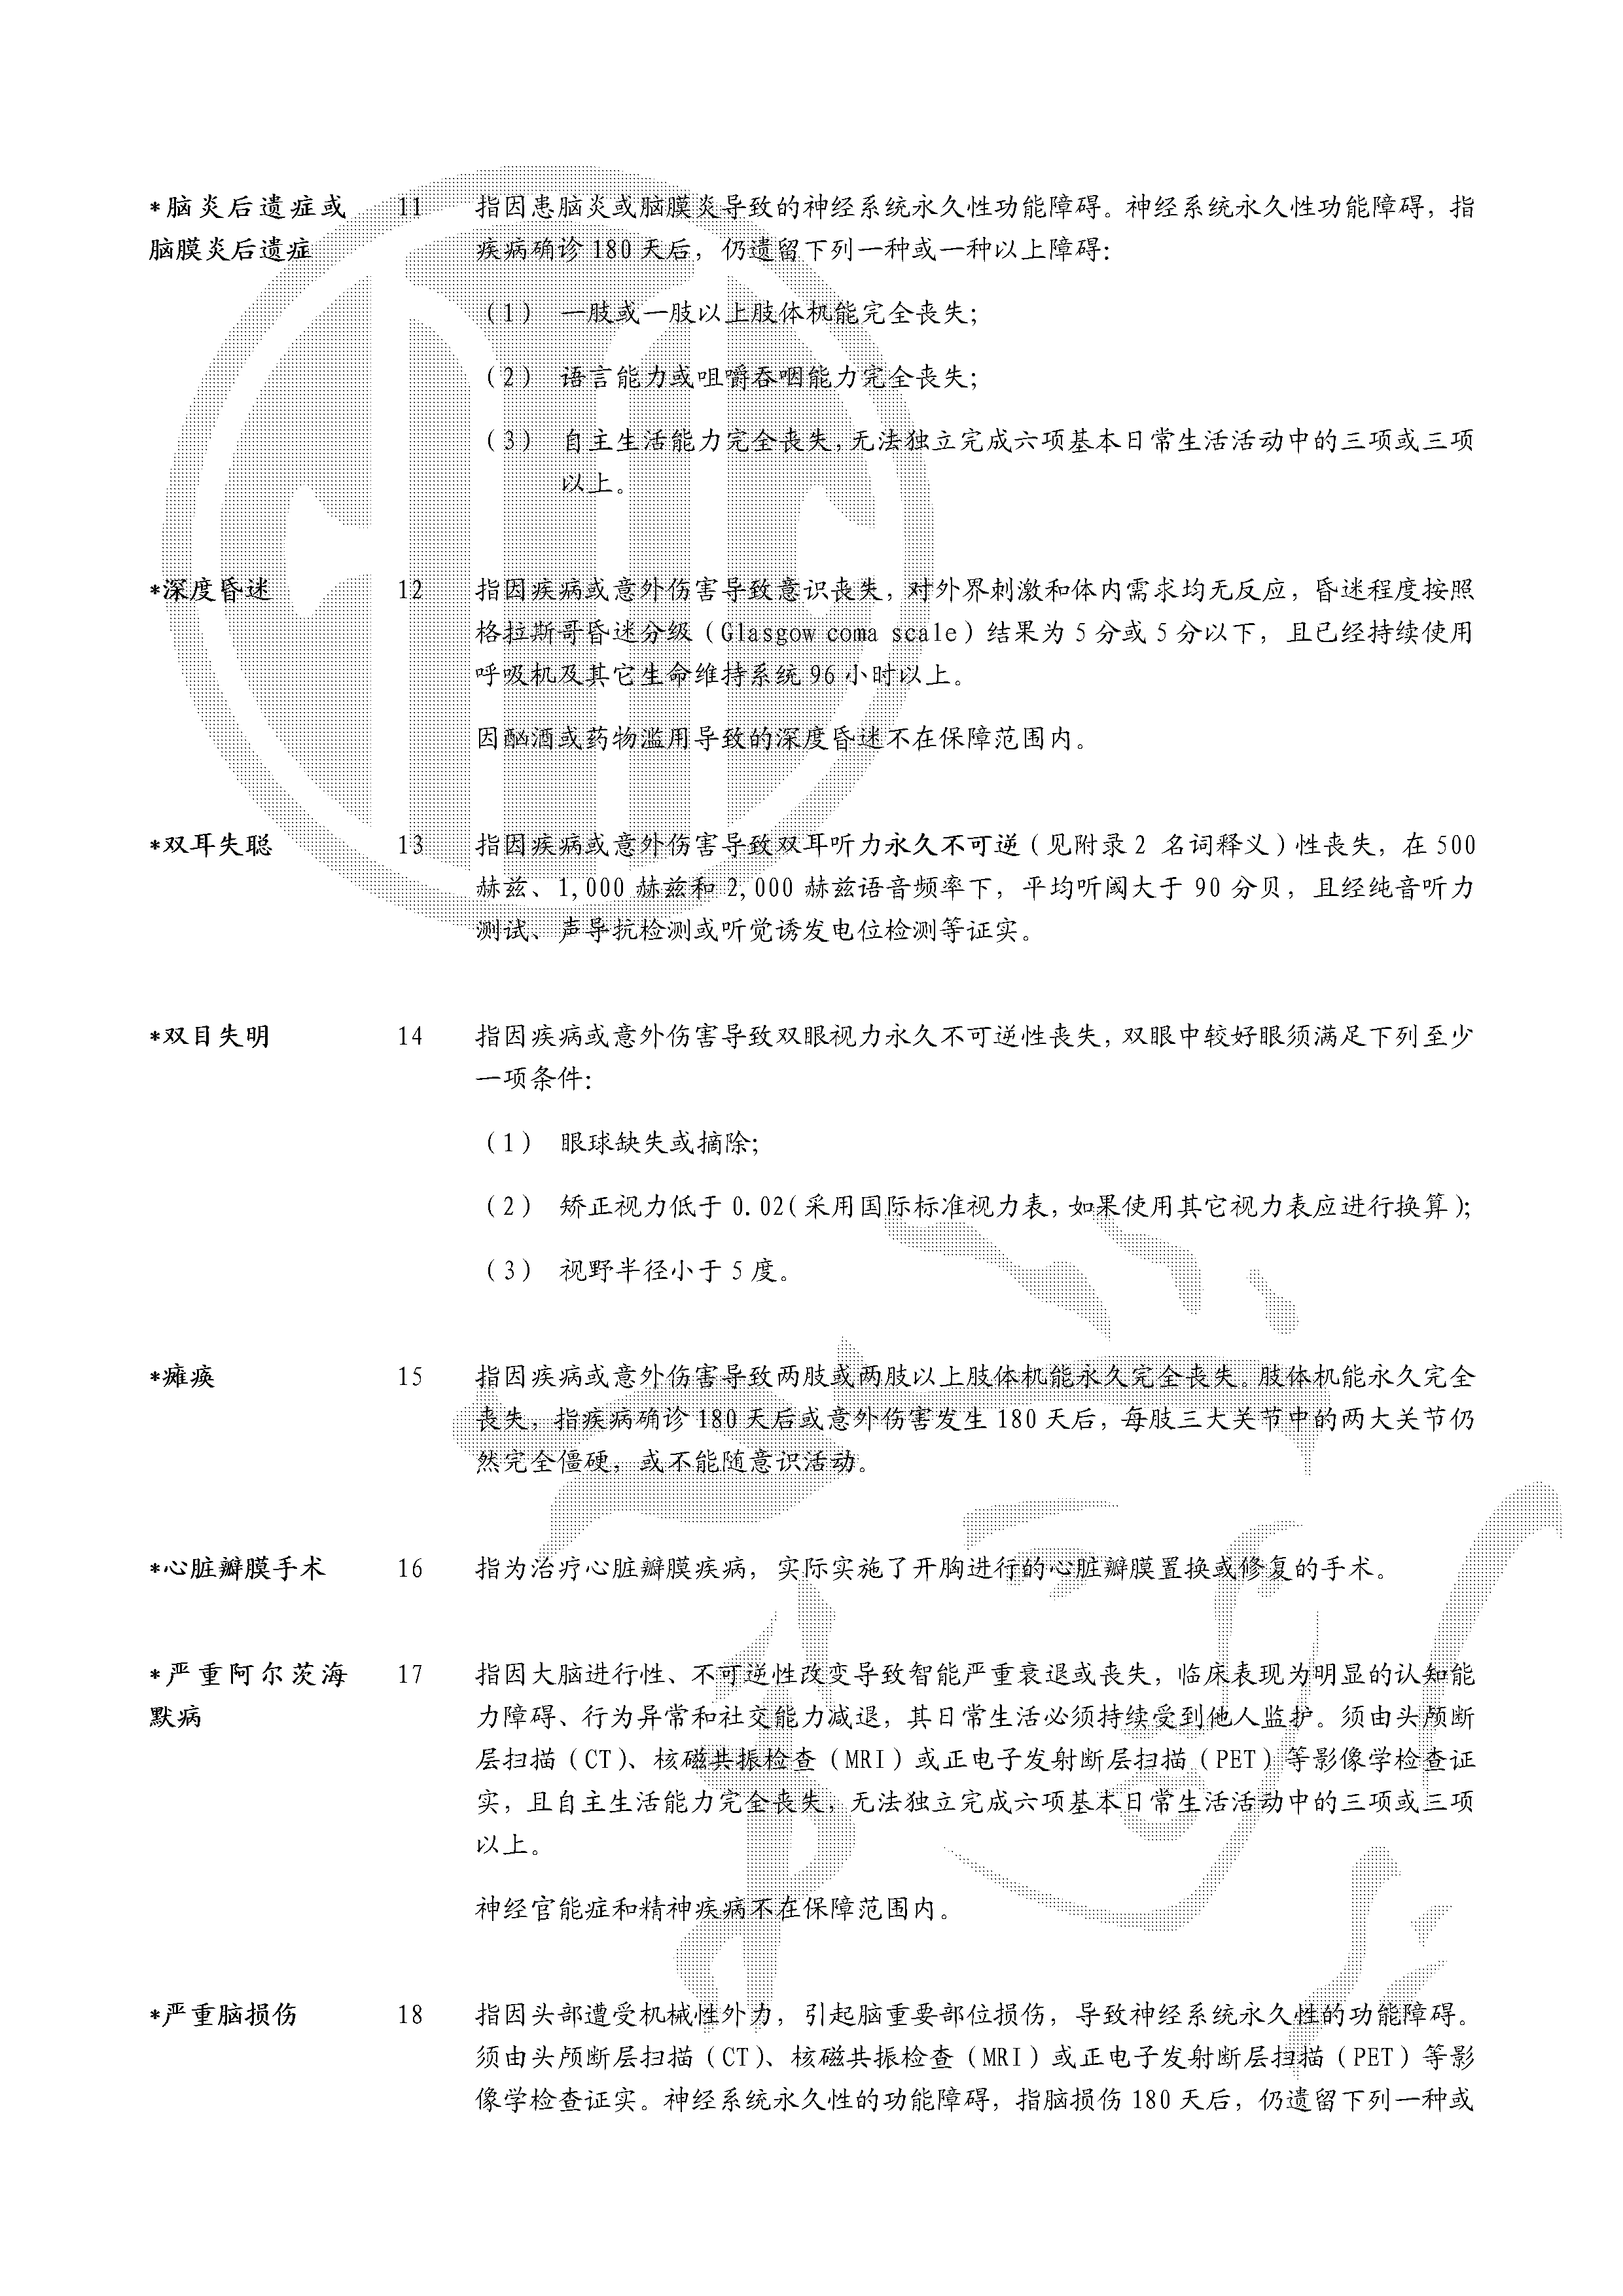 *脑炎后遗症或 11 指因患脑炎或脑膜炎导致的神经系统永久性功能障碍。神经系统永久性功能障碍，指
脑膜炎后遗症 疾病确诊 180 天后，仍遗留下列一种或一种以上障碍：
（1） 一肢或一肢以上肢体机能完全丧失；
（2） 语言能力或咀嚼吞咽能力完全丧失；
（3） 自主生活能力完全丧失，无法独立完成六项基本日常生活活动中的三项或三项
以上。
*深度昏迷 12 指因疾病或意外伤害导致意识丧失，对外界刺激和体内需求均无反应，昏迷程度按照
格拉斯哥昏迷分级（Glasgow coma scale）结果为 5 分或 5 分以下，且已经持续使用
呼吸机及其它生命维持系统 96 小时以上。
因酗酒或药物滥用导致的深度昏迷不在保障范围内。
*双耳失聪 13 指因疾病或意外伤害导致双耳听力永久不可逆（见附录 2 名词释义）性丧失，在 500
赫兹、1,000 赫兹和 2,000 赫兹语音频率下，平均听阈大于 90 分贝，且经纯音听力
测试、声导抗检测或听觉诱发电位检测等证实。
*双目失明 14 指因疾病或意外伤害导致双眼视力永久不可逆性丧失，双眼中较好眼须满足下列至少
一项条件：
（1） 眼球缺失或摘除；
（2） 矫正视力低于 0.02（采用国际标准视力表，如果使用其它视力表应进行换算）；
（3） 视野半径小于 5 度。
*瘫痪 15 指因疾病或意外伤害导致两肢或两肢以上肢体机能永久完全丧失。肢体机能永久完全
丧失，指疾病确诊 180 天后或意外伤害发生 180 天后，每肢三大关节中的两大关节仍
然完全僵硬，或不能随意识活动。
*心脏瓣膜手术 16 指为治疗心脏瓣膜疾病，实际实施了开胸进行的心脏瓣膜置换或修复的手术。
*严重阿尔茨海 17 指因大脑进行性、不可逆性改变导致智能严重衰退或丧失，临床表现为明显的认知能
默病 力障碍、行为异常和社交能力减退，其日常生活必须持续受到他人监护。须由头颅断
层扫描（CT）、核磁共振检查（MRI）或正电子发射断层扫描（PET）等影像学检查证
实，且自主生活能力完全丧失，无法独立完成六项基本日常生活活动中的三项或三项
以上。
神经官能症和精神疾病不在保障范围内。
*严重脑损伤 18 指因头部遭受机械性外力，引起脑重要部位损伤，导致神经系统永久性的功能障碍。
须由头颅断层扫描（CT）、核磁共振检查（MRI）或正电子发射断层扫描（PET）等影
像学检查证实。神经系统永久性的功能障碍，指脑损伤 180 天后，仍遗留下列一种或